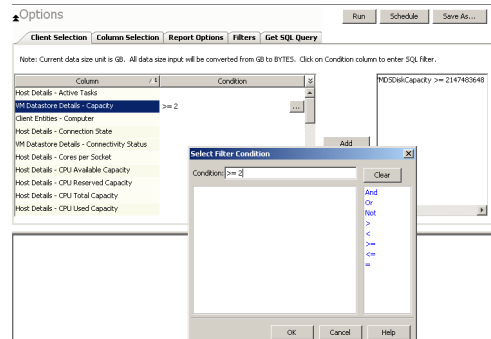 Options
Run Schedule Save As...
Client Selection Column Selection Report Options Filters Get SQL Query
Note: Current data size unit is GB. All data size input will be converted from GB to BYTES. Click on Condition column to enter SQL filter.
Column / 1 Condition
Host Details - Active Tasks
VM Datastore Details - Capacity >= 2 ...
Client Entities - Computer
Host Details - Connection State
VM Datastore Details - Connectivity Status
Host Details - Cores per Socket
Host Details - CPU Available Capacity
Host Details - CPU Reserved Capacity
Host Details - CPU Total Capacity
Host Details - CPU Used Capacity
Add
MDSDiskCapacity >= 2147483648
Select Filter Condition
Condition: >= 2
Clear
And
Or
Not
>
<
>=
<=
=
OK Cancel Help